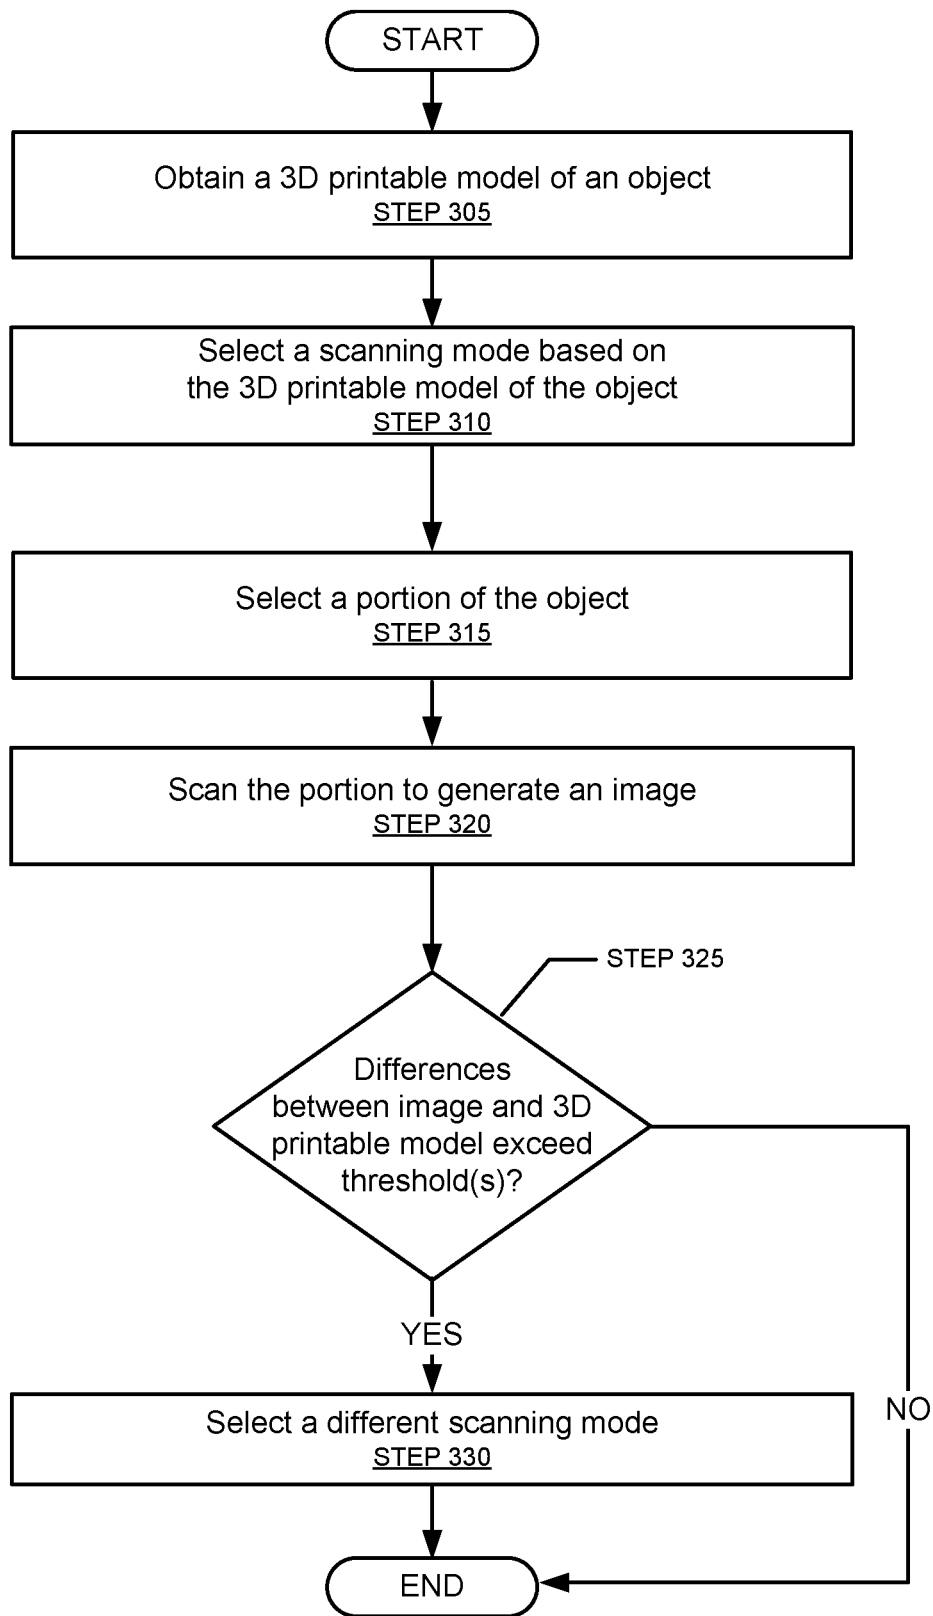 START
Obtain a 3D printable model of an object
STEP 305
Select a scanning mode based on
the 3D printable model of the object
STEP 310
Select a portion of the object
STEP 315
Scan the portion to generate an image
STEP 320
STEP 325
Differences
between image and 3D
printable model exceed
threshold(s)?
YES
NO
Select a different scanning mode
STEP 330
END